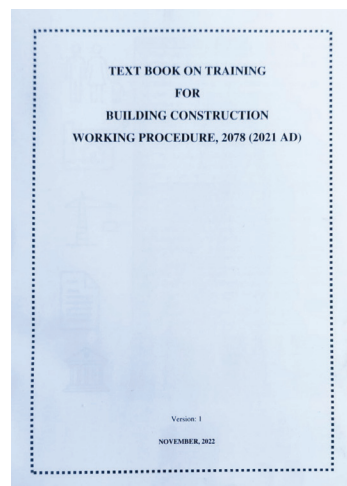 TEXT BOOK ON TRAINING
FOR
BUILDING CONSTRUCTION
WORKING PROCEDURE, 2078 (2021 AD)
Version: 1
NOVEMBER, 2022